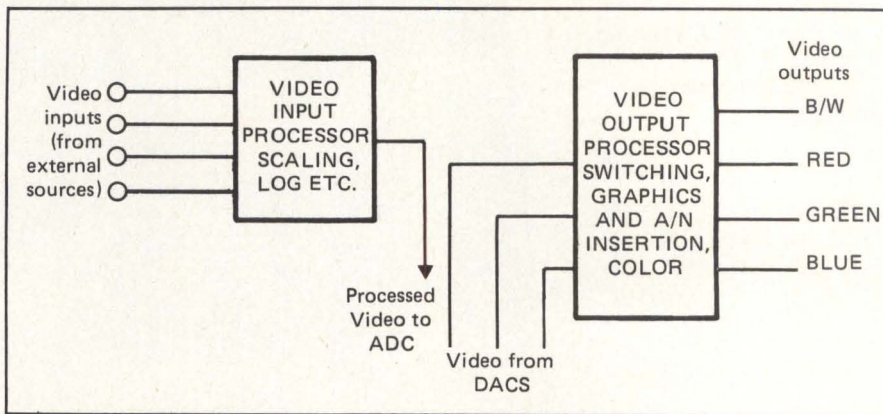 Video
inputs
(from
external
sources)
VIDEO
INPUT
PROCESSOR
SCALING,
LOG ETC.
Processed
Video to
ADC
Video from
DACS
VIDEO
OUTPUT
PROCESSOR
SWITCHING,
GRAPHICS
AND A/N
INSERTION,
COLOR
Video
outputs
B/W
RED
GREEN
BLUE